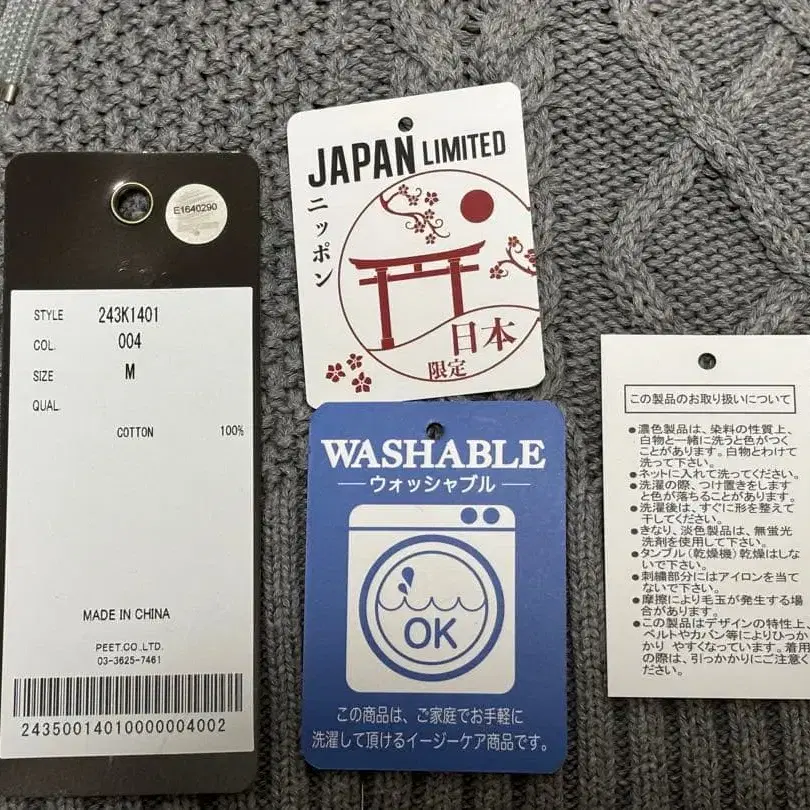 E1640290
STYLE 243K1401
COL. 004
SIZE M
QUAL.
COTTON 100%
MADE IN CHINA
PEET.CO.LTD.
03-3625-7461
24350014010000004002
JAPAN LIMITED
ニッポン
日本
限定
WASHABLE
ウォッシャブル
OK
この商品は、ご家庭でお手軽に
洗濯して頂けるイージーケア商品です。
この製品のお取り扱いについて
●濃色製品は、染料の性質上、
白物と一緒に洗うと色がつく
ことがあります。白物とわけて
洗って下さい。
●ネットに入れて洗ってください。
●洗濯の際、つけ置きをします
と色が落ちることがあります。
●洗濯後は、すぐに形を整えて
干してください。
●きなり、淡色製品は、無蛍光
洗剤を使用して下さい。
●タンブル(乾燥機)乾燥はしな
いで下さい。
●刺繍部分にはアイロンを当て
ないで下さい。
●摩擦により毛玉が発生する場
合があります。
●この製品はデザインの特性上、
ベルトやカバン等によりひっか
かり やすくなっています。着用
の際は、引っかかりにご注意く
ださい。